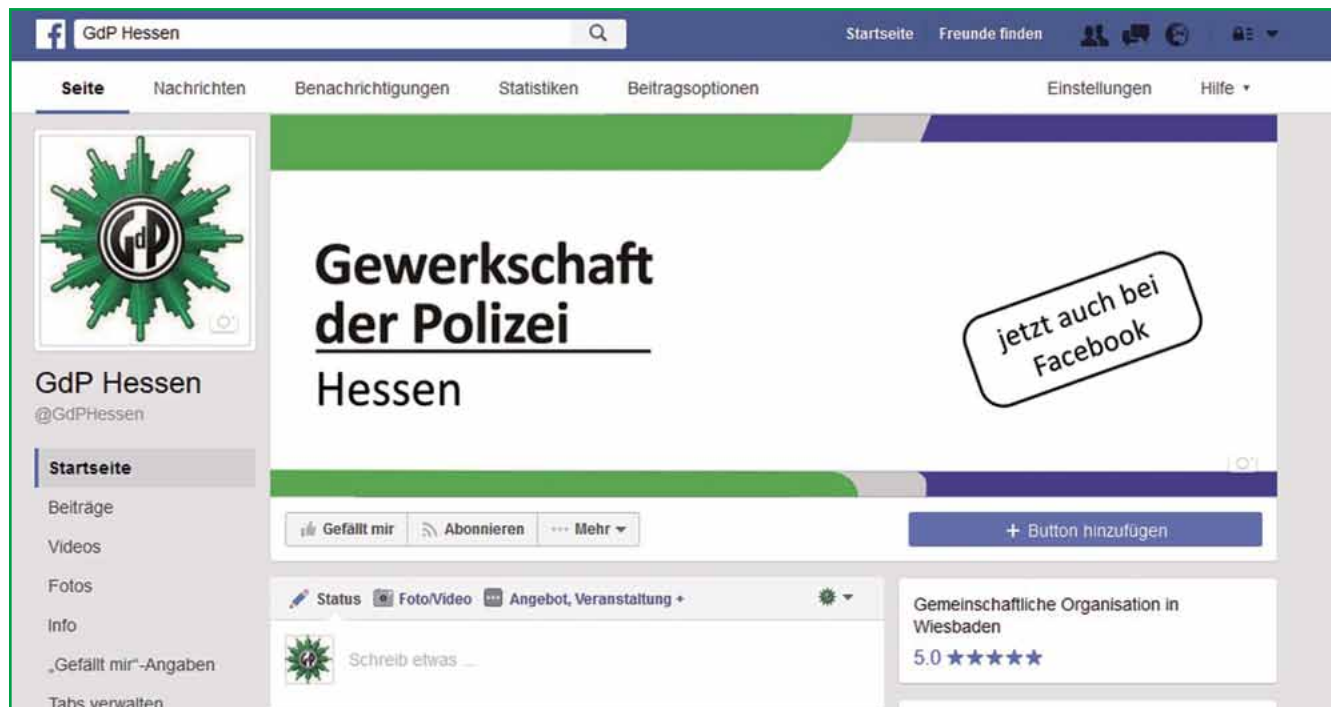 GdP Hessen
Startseite Freunde finden
Seite Nachrichten Benachrichtigungen Statistiken Beitragsoptionen Einstellungen Hilfe
GdP
Gewerkschaft
der Polizei
Hessen
jetzt auch bei
Facebook
GdP Hessen
@GdPHessen
Startseite
Beiträge
Videos
Fotos
Info
„Gefällt mir“-Angaben
Tabs verwalten
Gefällt mir Abonnieren ··· Mehr
+ Button hinzufügen
Status Foto/Video Angebot, Veranstaltung +
GdP
Schreib etwas ...
Gemeinschaftliche Organisation in
Wiesbaden
5.0 ★★★★★